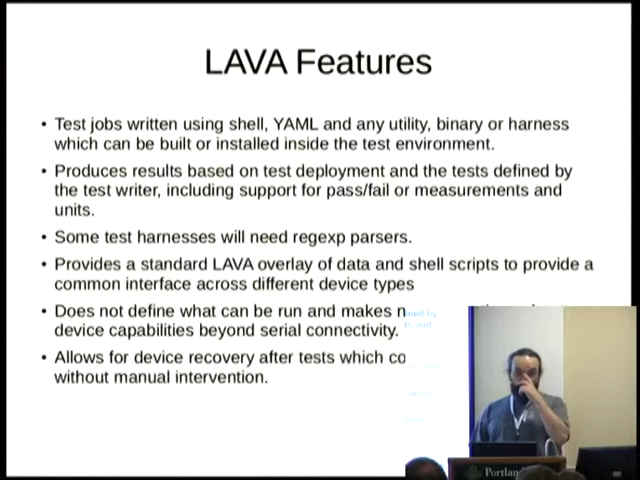 LAVA Features
• Test jobs written using shell, YAML and any utility, binary or harness
which can be built or installed inside the test environment.
• Produces results based on test deployment and the tests defined by
the test writer, including support for pass/fail or measurements and
units.
• Some test harnesses will need regexp parsers.
• Provides a standard LAVA overlay of data and shell scripts to provide a
common interface across different device types
• Does not define what can be run and makes
device capabilities beyond serial connectivity.
• Allows for device recovery after tests which
without manual intervention.